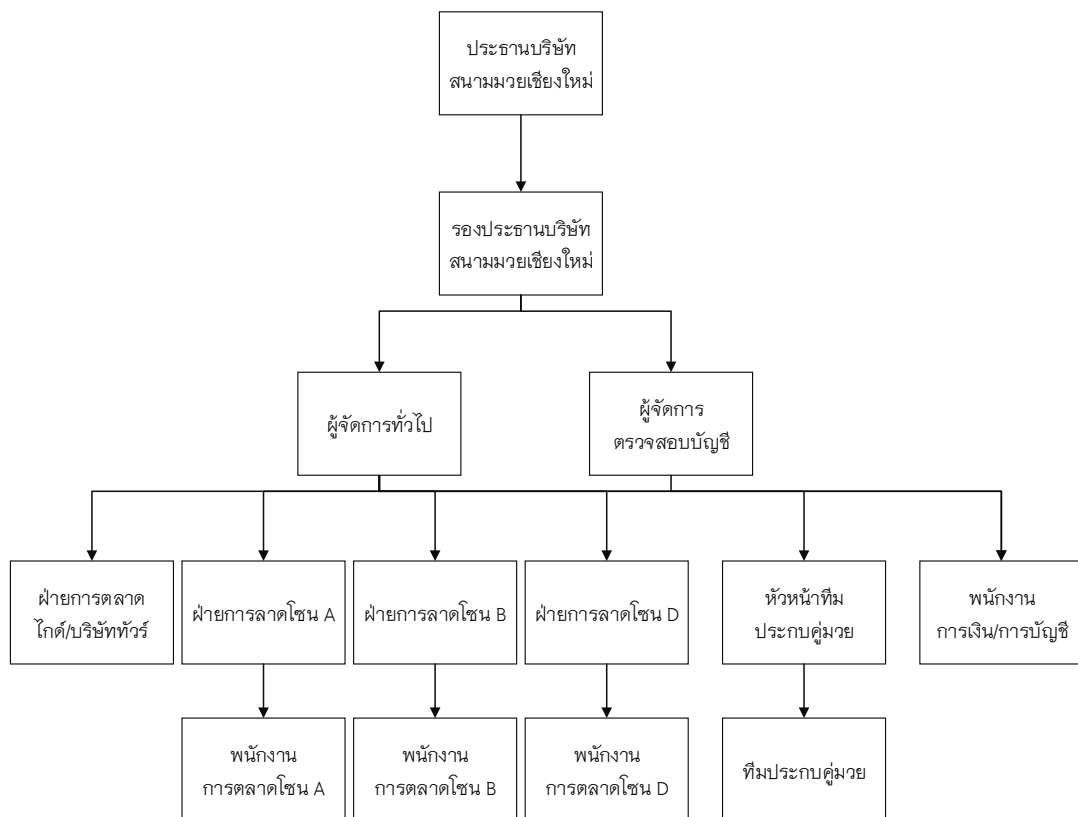 ประธานบริษัท
สนามมวยเชียงใหม่
รองประธานบริษัท
สนามมวยเชียงใหม่
ผู้จัดการทั่วไป
ผู้จัดการ
ตรวจสอบบัญชี
ฝ่ายการตลาด
ไกด์/บริษัททัวร์
ฝ่ายการลาดโซน A
ฝ่ายการลาดโซน B
ฝ่ายการลาดโซน D
หัวหน้าทีม
ประกบคู่มวย
พนักงาน
การเงิน/การบัญชี
พนักงาน
การตลาดโซน A
พนักงาน
การตลาดโซน B
พนักงาน
การตลาดโซน D
ทีมประกบคู่มวย